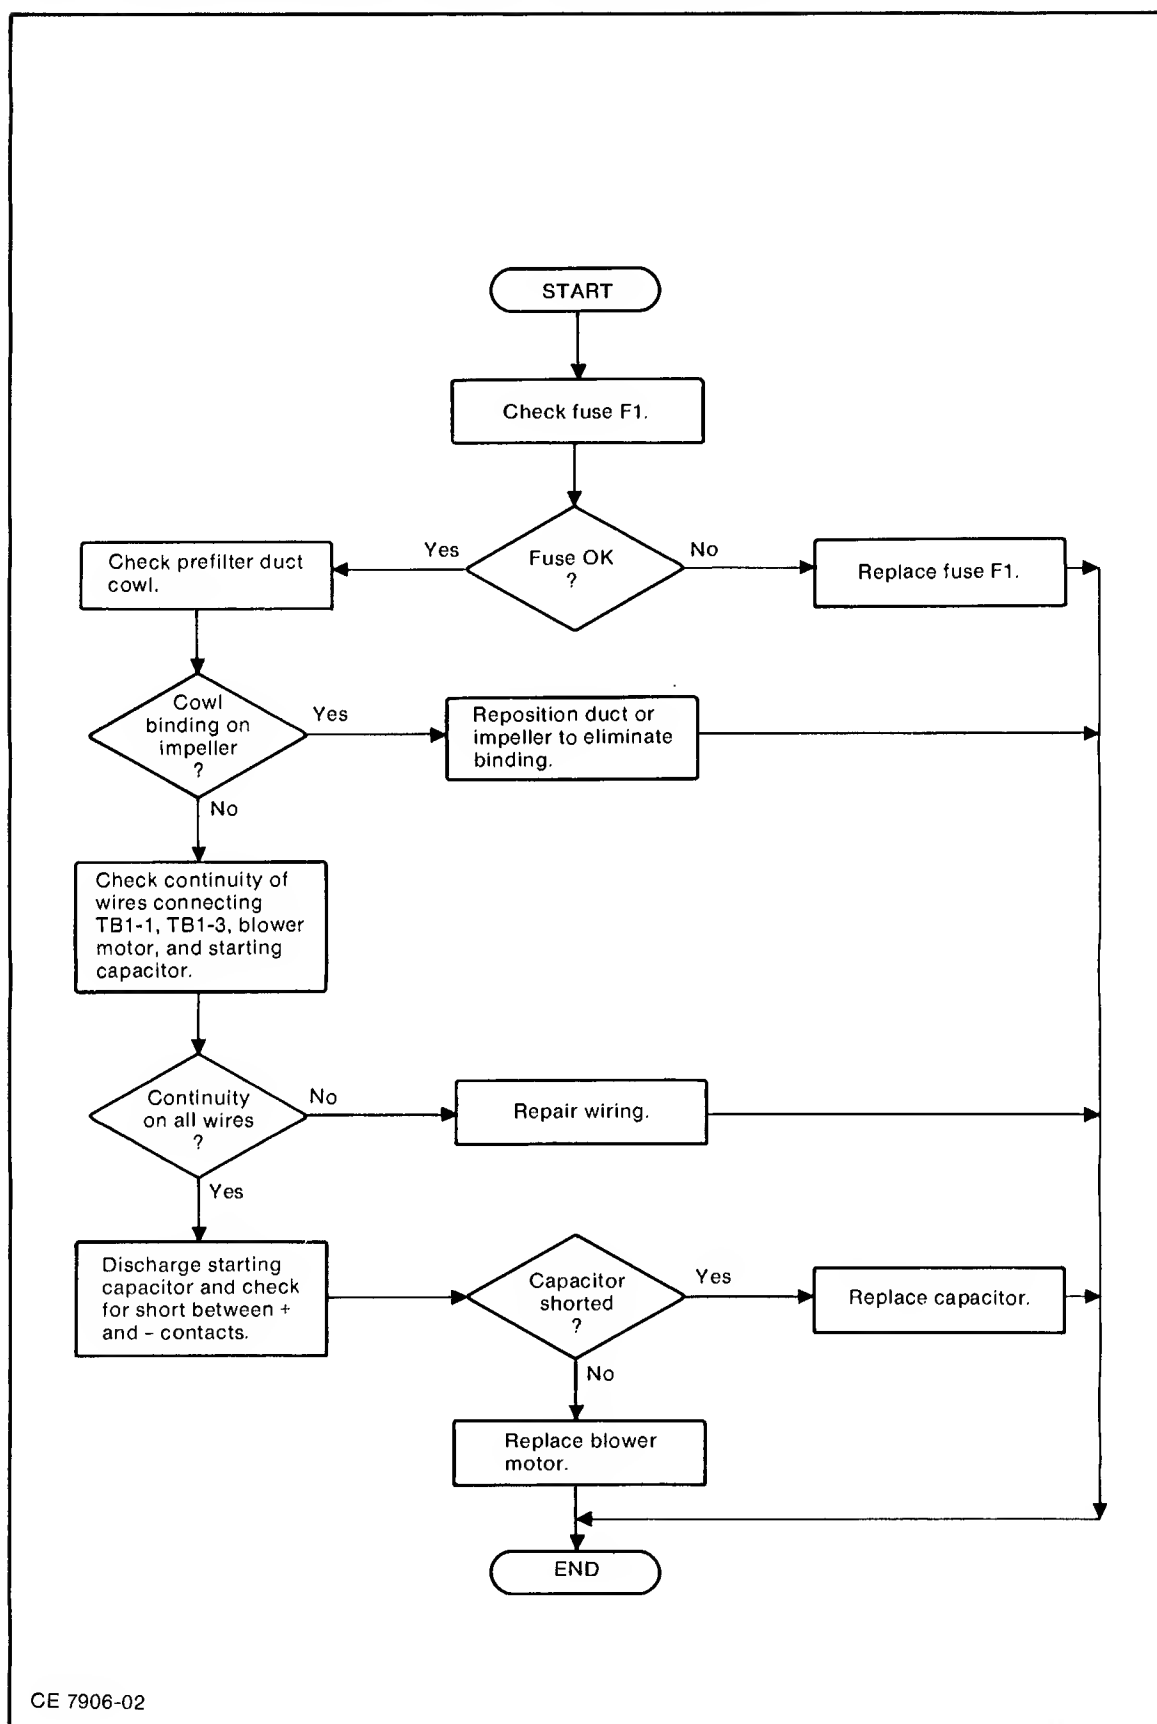 START
Check fuse F1.
Fuse OK
?
Yes
No
Check prefilter duct
cowl.
Replace fuse F1.
Cowl
binding on
impeller
?
Yes
No
Reposition duct or
impeller to eliminate
binding.
Check continuity of
wires connecting
TB1-1, TB1-3, blower
motor, and starting
capacitor.
Continuity
on all wires
?
No
Yes
Repair wiring.
Discharge starting
capacitor and check
for short between +
and – contacts.
Capacitor
shorted
?
Yes
No
Replace capacitor.
Replace blower
motor.
END
CE 7906-02